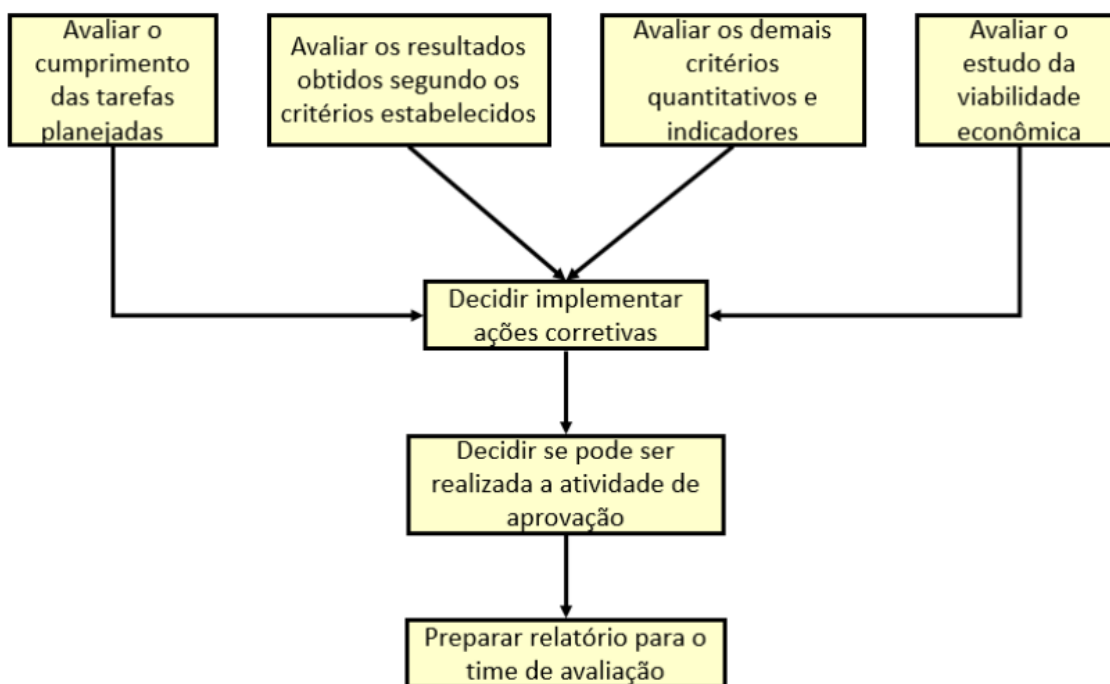 Avaliar o
cumprimento
das tarefas
planejadas
Avaliar os resultados
obtidos segundo os
critérios estabelecidos
Avaliar os demais
critérios
quantitativos e
indicadores
Avaliar o
estudo da
viabilidade
econômica
Decidir implementar
ações corretivas
Decidir se pode ser
realizada a atividade de
aprovação
Preparar relatório para o
time de avaliação